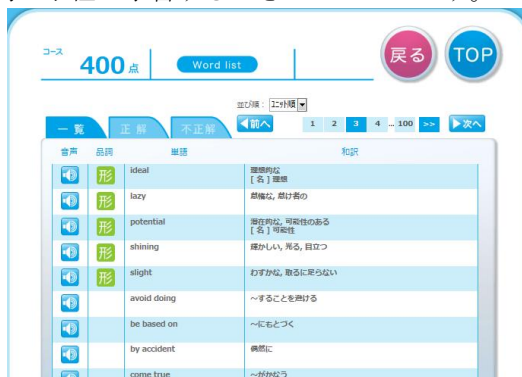 コース
400点
Word list
戻る
TOP
並び順： ユニット順
一覧
正解
不正解
前へ
1 2 3 4 … 100 >>
次へ
音声 品詞 単語 和訳
形 ideal 理想的な
[ 名 ] 理想
形 lazy 怠惰な, 怠け者の
形 potential 潜在的な, 可能性のある
[ 名 ] 可能性
形 shining 輝かしい, 光る, 目立つ
形 slight わずかな, 取るに足らない
avoid doing ～することを避ける
be based on ～にもとづく
by accident 偶然に
come true ～がかなう